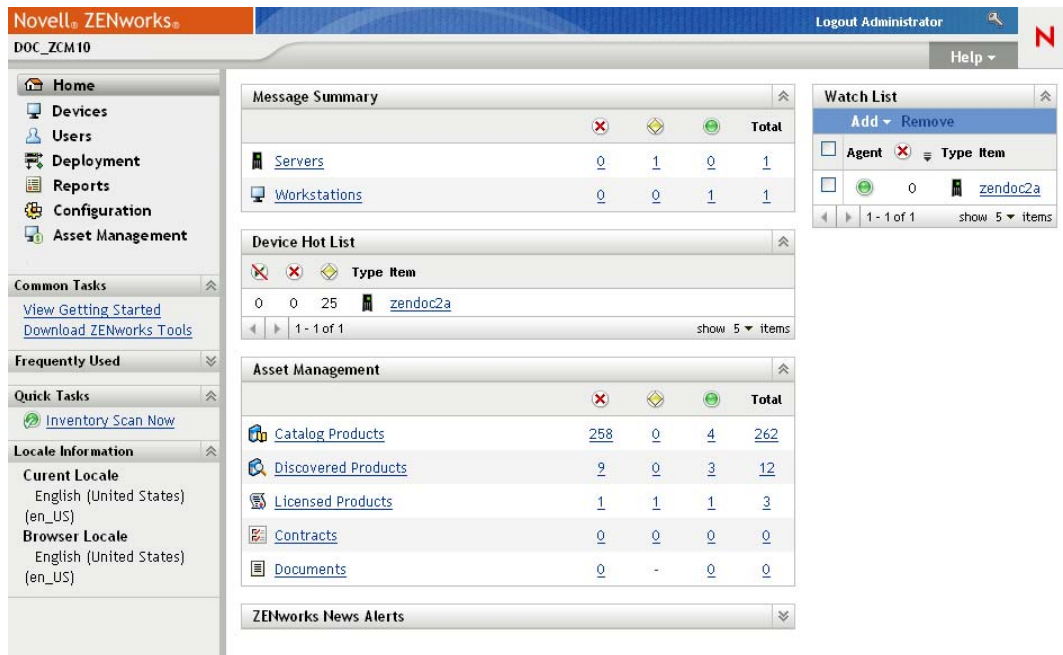 Novell® ZENworks®
Logout Administrator
N
DOC_ZCM10
Help
Home
Devices
Users
Deployment
Reports
Configuration
Asset Management
Common Tasks
View Getting Started
Download ZENworks Tools
Frequently Used
Quick Tasks
Inventory Scan Now
Locale Information
Curent Locale
English (United States)
(en_US)
Browser Locale
English (United States)
(en_US)
Message Summary
Total
Servers 0 1 0 1
Workstations 0 0 1 1
Device Hot List
Type Item
0 0 25 zendoc2a
1 - 1 of 1 show 5 items
Asset Management
Total
Catalog Products 258 0 4 262
Discovered Products 9 0 3 12
Licensed Products 1 1 1 3
Contracts 0 0 0 0
Documents 0 - 0 0
ZENworks News Alerts
Watch List
Add Remove
Agent Type Item
0 zendoc2a
1 - 1 of 1 show 5 items